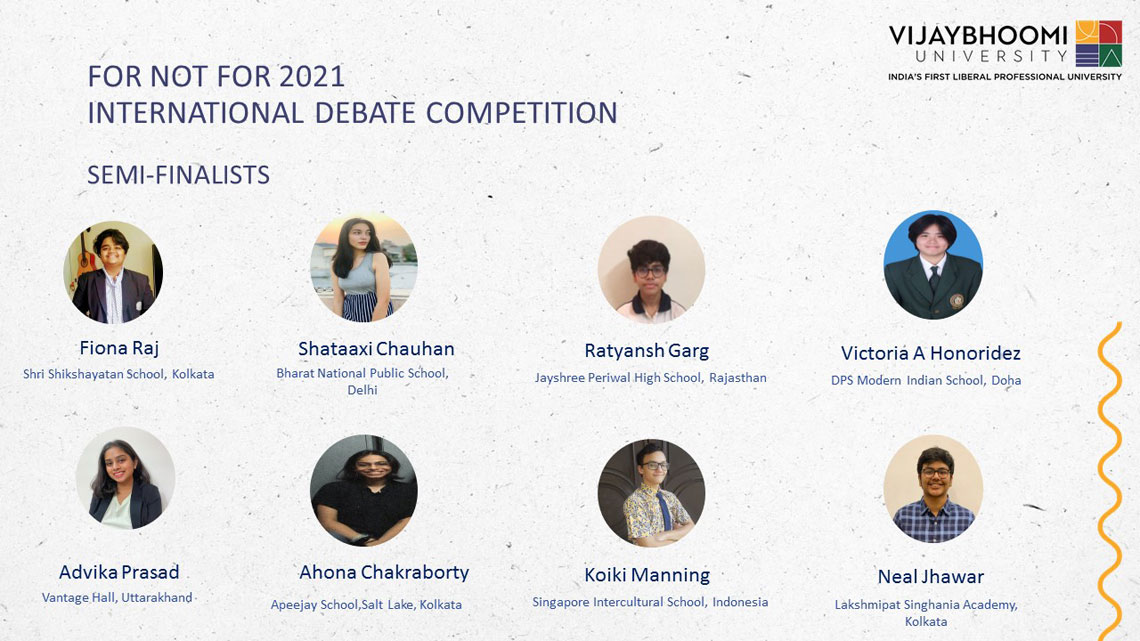 VIJAYBHOOMI
UNIVERSITY
INDIA'S FIRST LIBERAL PROFESSIONAL UNIVERSITY
FOR NOT FOR 2021
INTERNATIONAL DEBATE COMPETITION
SEMI-FINALISTS
Fiona Raj
Shri Shikshayatan School, Kolkata
Shataaxi Chauhan
Bharat National Public School,
Delhi
Ratyansh Garg
Jayshree Periwal High School, Rajasthan
Victoria A Honoridez
DPS Modern Indian School, Doha
Advika Prasad
Vantage Hall, Uttarakhand
Ahona Chakraborty
Apeejay School,Salt Lake, Kolkata
Koiki Manning
Singapore Intercultural School, Indonesia
Neal Jhawar
Lakshmipat Singhania Academy,
Kolkata